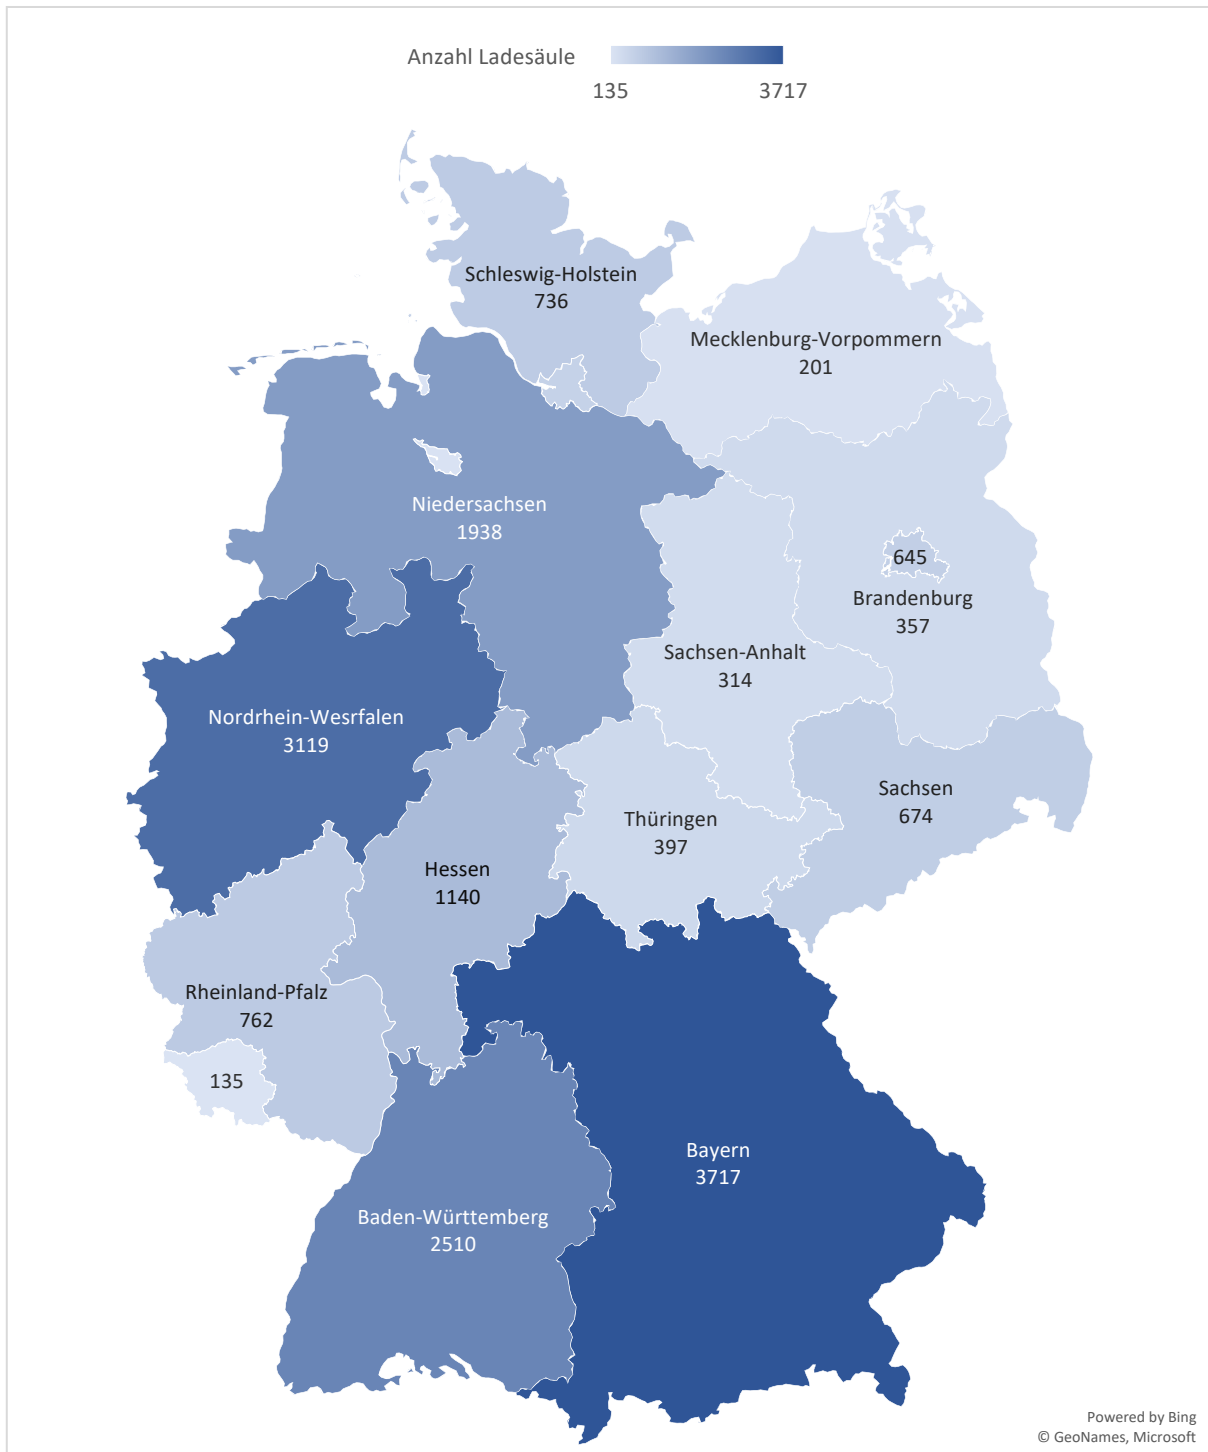 Anzahl Ladesäule
135 3717
Schleswig-Holstein
736
Mecklenburg-Vorpommern
201
Niedersachsen
1938
645
Brandenburg
357
Sachsen-Anhalt
314
Nordrhein-Wesrfalen
3119
Sachsen
674
Thüringen
397
Hessen
1140
Rheinland-Pfalz
762
135
Bayern
3717
Baden-Württemberg
2510
Powered by Bing
© GeoNames, Microsoft